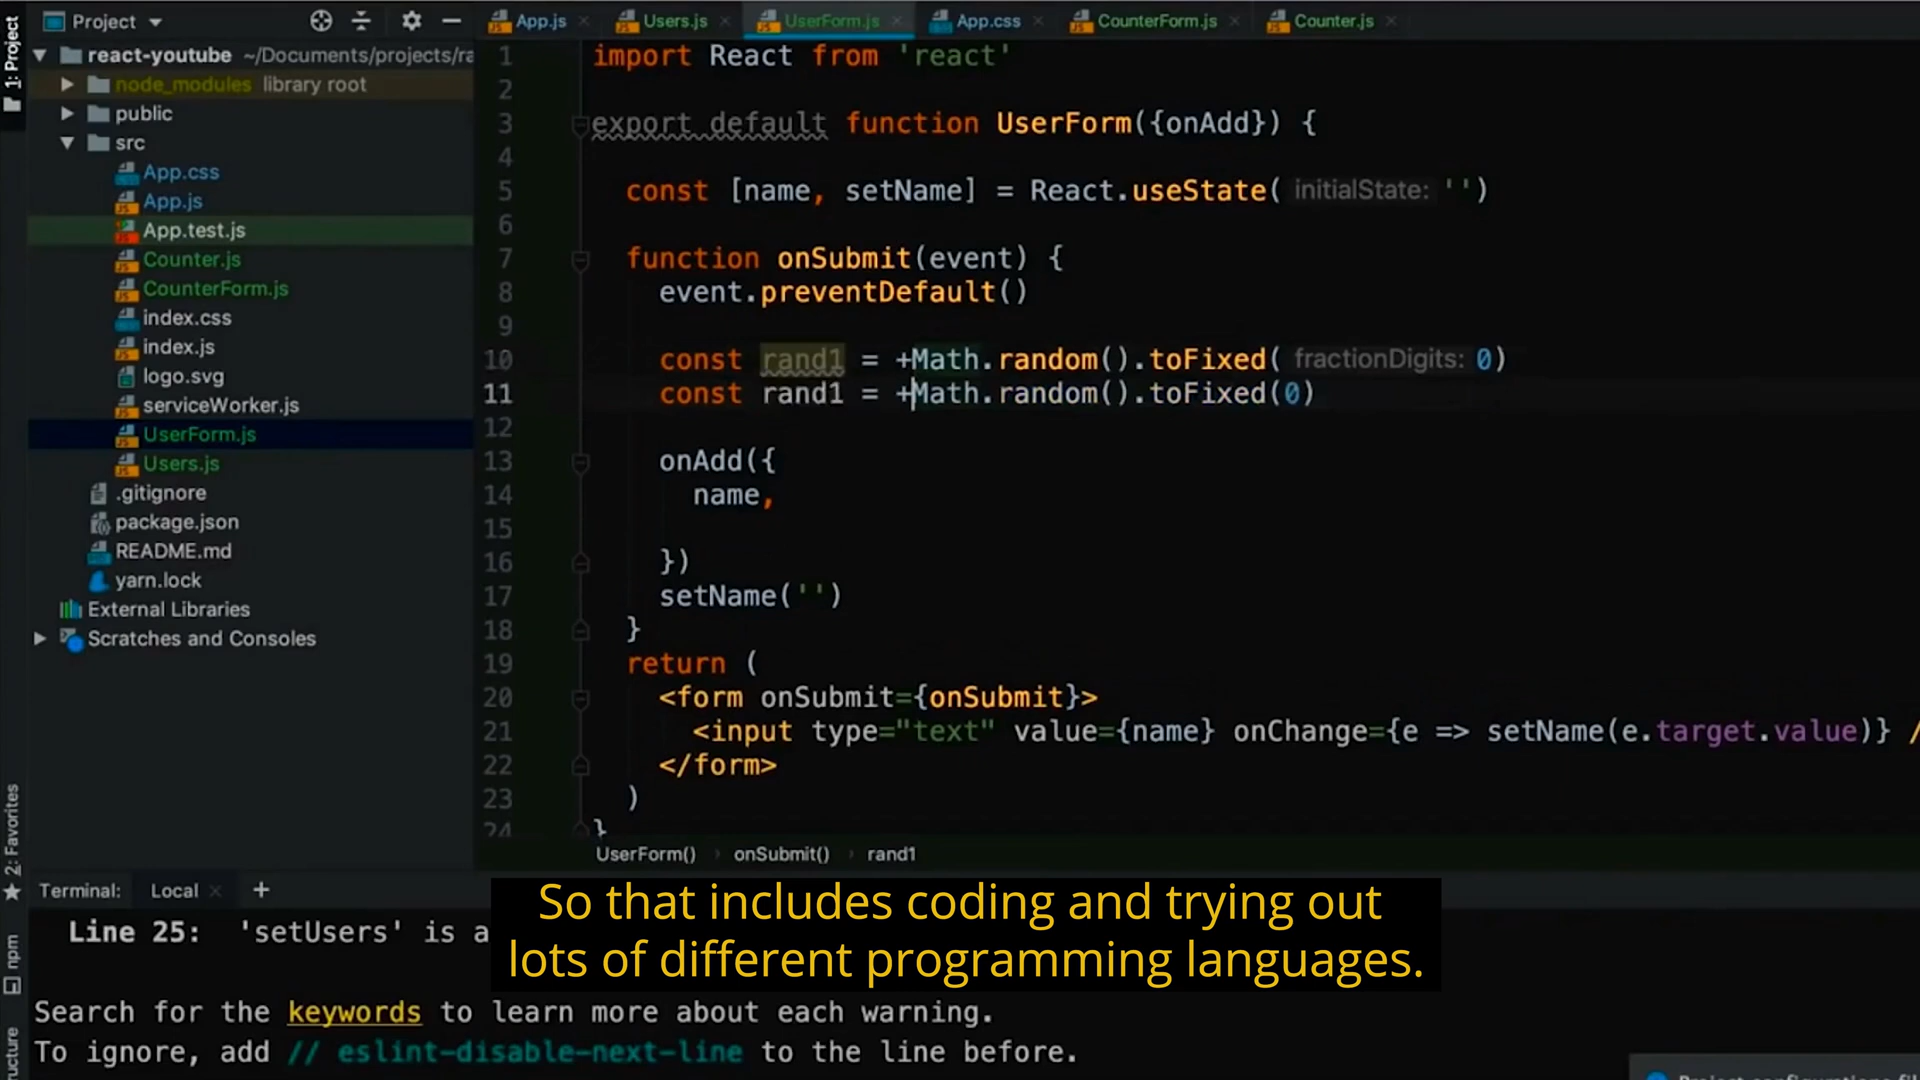 1: Project
Project
react-youtube ~/Documents/projects/ra
node_modules library root
public
src
App.css
App.js
App.test.js
Counter.js
CounterForm.js
index.css
index.js
logo.svg
serviceWorker.js
UserForm.js
Users.js
.gitignore
package.json
README.md
yarn.lock
External Libraries
Scratches and Consoles
2: Favorites
npm
App.js Users.js UserForm.js App.css CounterForm.js Counter.js
1 import React from 'react'
2
3 export default function UserForm({onAdd}) {
4
5 const [name, setName] = React.useState( initialState: '')
6
7 function onSubmit(event) {
8 event.preventDefault()
9
10 const rand1 = +Math.random().toFixed( fractionDigits: 0)
11 const rand1 = +Math.random().toFixed(0)
12
13 onAdd({
14 name,
15
16 })
17 setName('')
18 }
19 return (
20 <form onSubmit={onSubmit}>
21 <input type="text" value={name} onChange={e => setName(e.target.value)} /
22 </form>
23 )
24 }
UserForm() › onSubmit() › rand1
Terminal: Local +
Line 25: 'setUsers' is a
So that includes coding and trying out
lots of different programming languages.
Search for the keywords to learn more about each warning.
To ignore, add // eslint-disable-next-line to the line before.